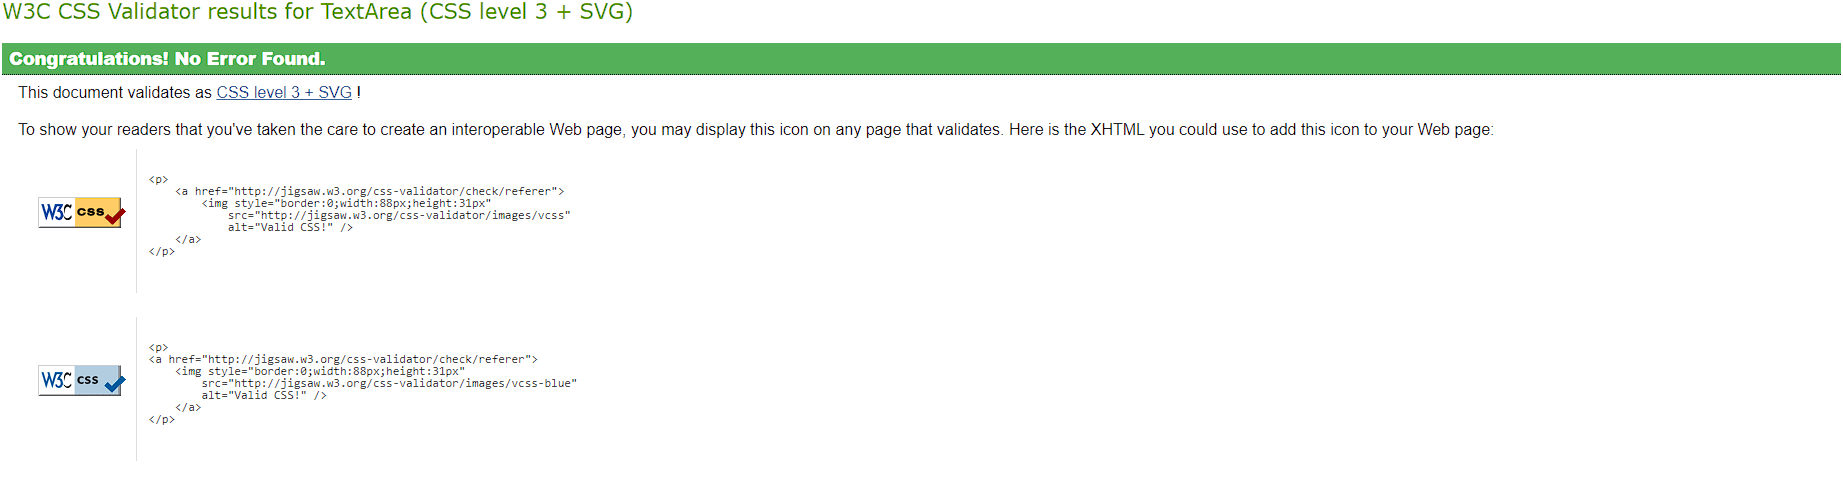 W3C CSS Validator results for TextArea (CSS level 3 + SVG)
Congratulations! No Error Found.
This document validates as CSS level 3 + SVG !
To show your readers that you've taken the care to create an interoperable Web page, you may display this icon on any page that validates. Here is the XHTML you could use to add this icon to your Web page:
W3C css
<p>
<a href="http://jigsaw.w3.org/css-validator/check/referer">
<img style="border:0;width:88px;height:31px"
src="http://jigsaw.w3.org/css-validator/images/vcss"
alt="Valid CSS!" />
</a>
</p>
W3C css
<p>
<a href="http://jigsaw.w3.org/css-validator/check/referer">
<img style="border:0;width:88px;height:31px"
src="http://jigsaw.w3.org/css-validator/images/vcss-blue"
alt="Valid CSS!" />
</a>
</p>